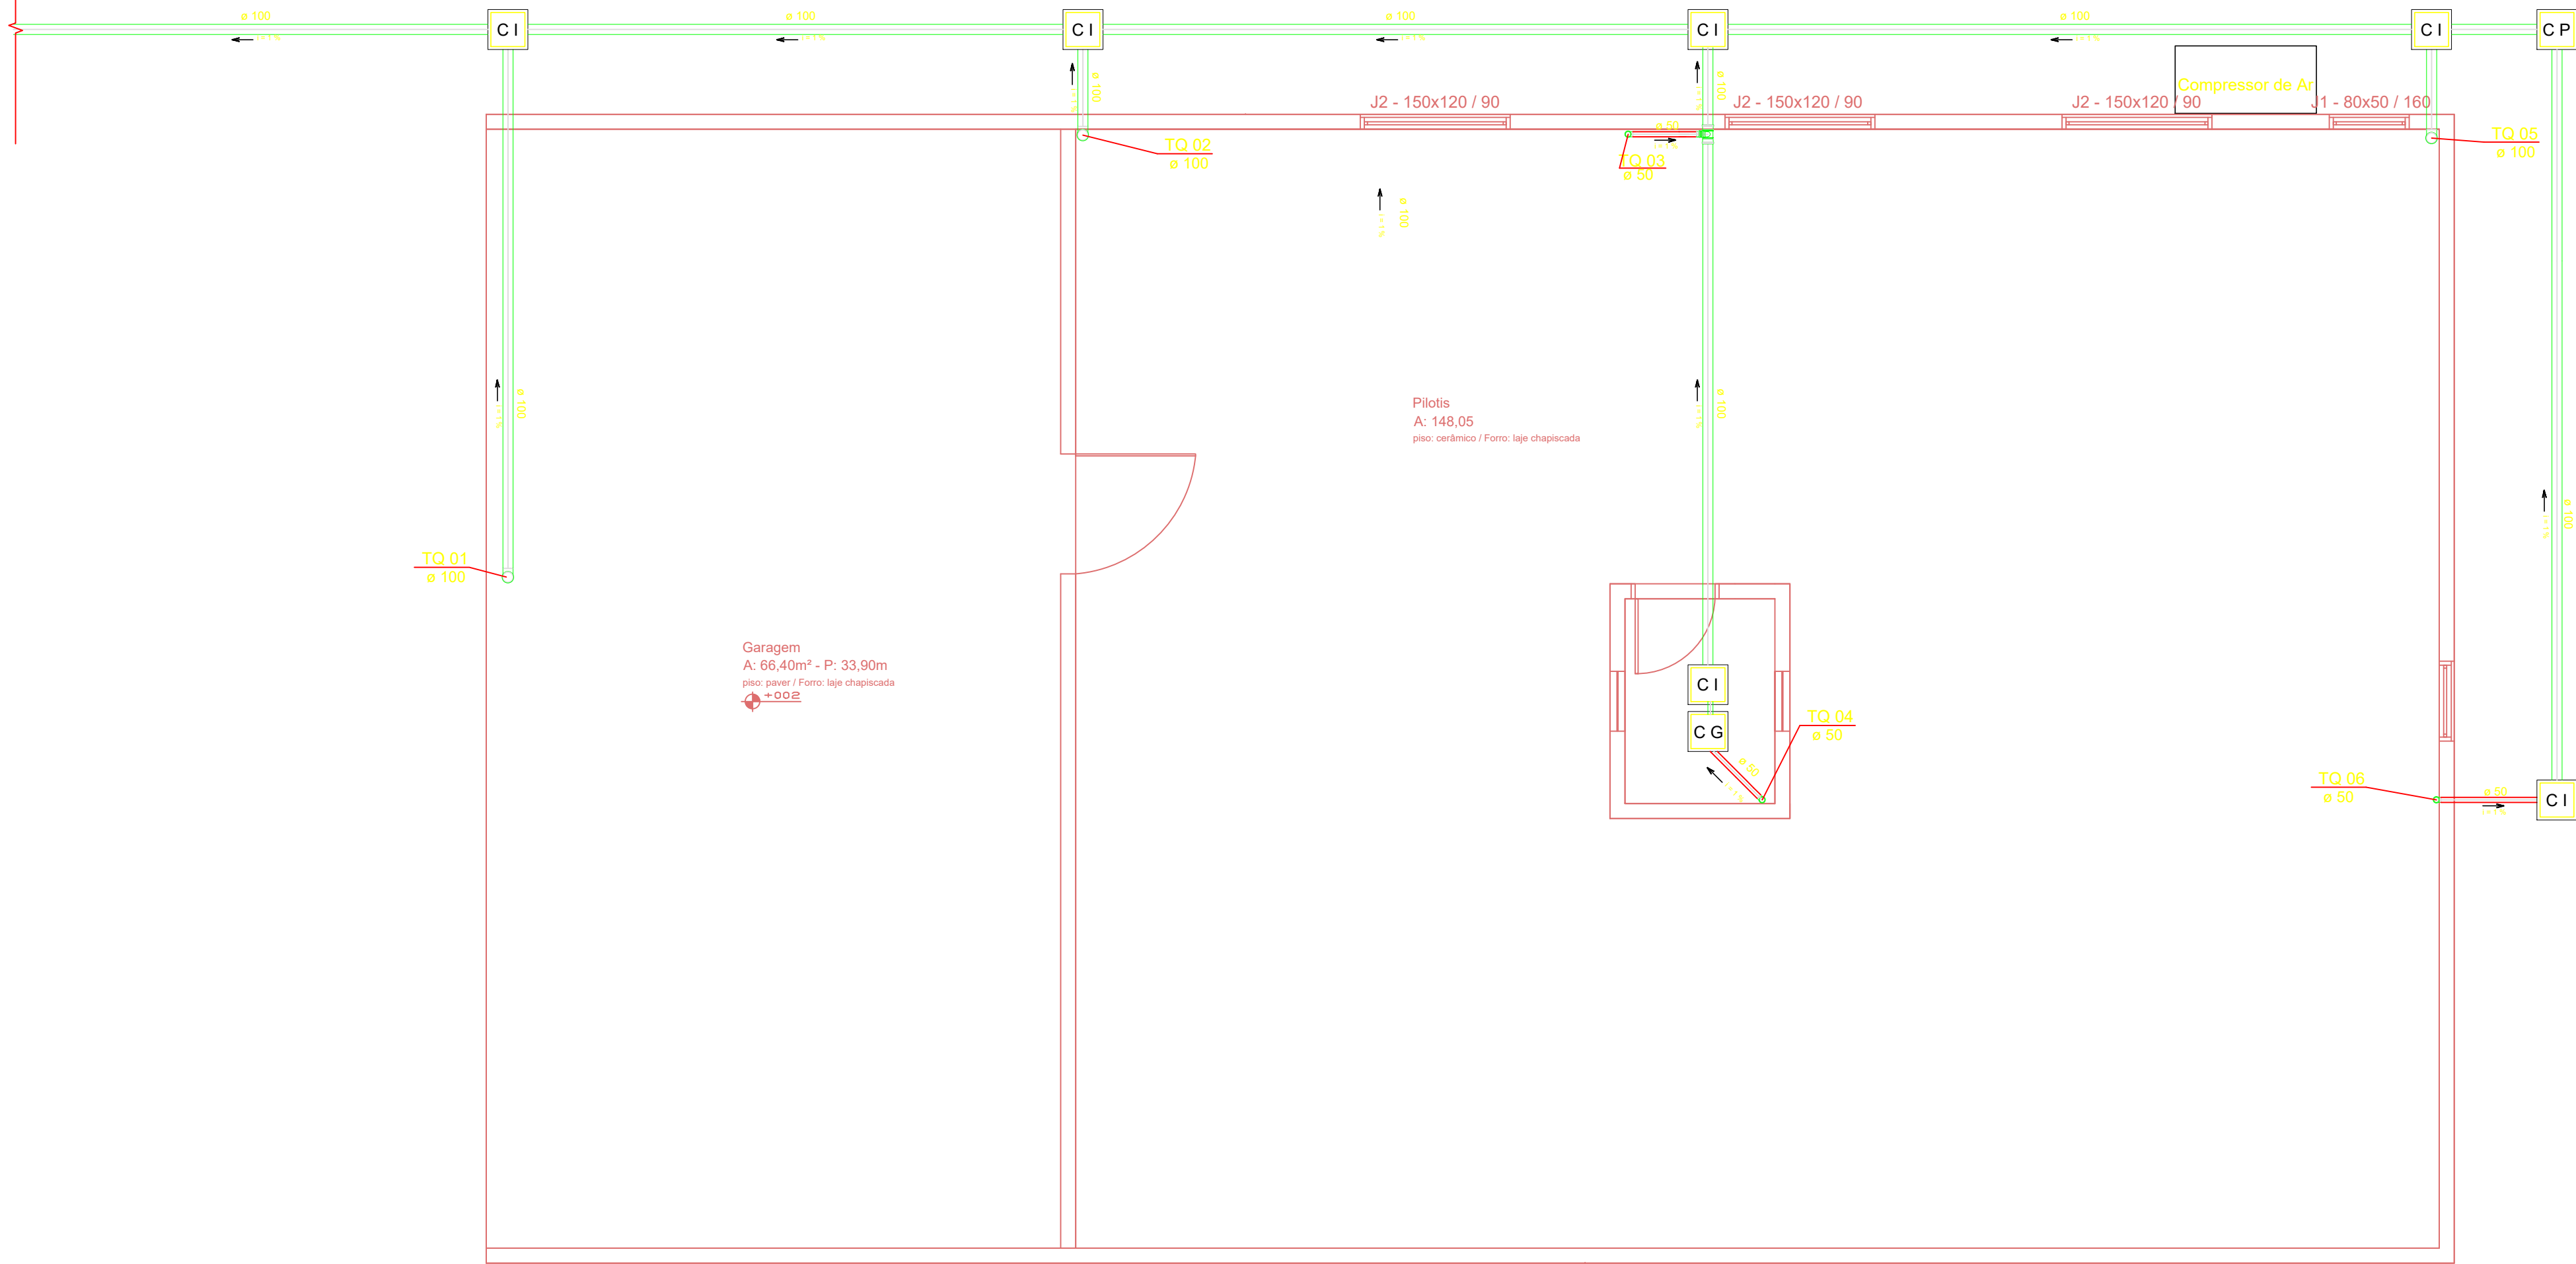 ø 100
ø 100
ø 100
ø 100
C I
C I
C I
C I
C P
Compressor de Ar
J2 - 150x120 / 90
J2 - 150x120 / 90
J2 - 150x120 / 90
J1 - 80x50 / 160
ø 100
ø 100
ø 50
TQ 02
ø 100
TQ 03
ø 50
TQ 05
ø 100
ø 100
ø 100
ø 100
Pilotis
A: 148,05
piso: cerâmico / Forro: laje chapiscada
ø 100
TQ 01
ø 100
Garagem
A: 66,40m² - P: 33,90m
piso: paver / Forro: laje chapiscada
+002
C I
C G
TQ 04
ø 50
ø 50
TQ 06
ø 50
ø 50
C I